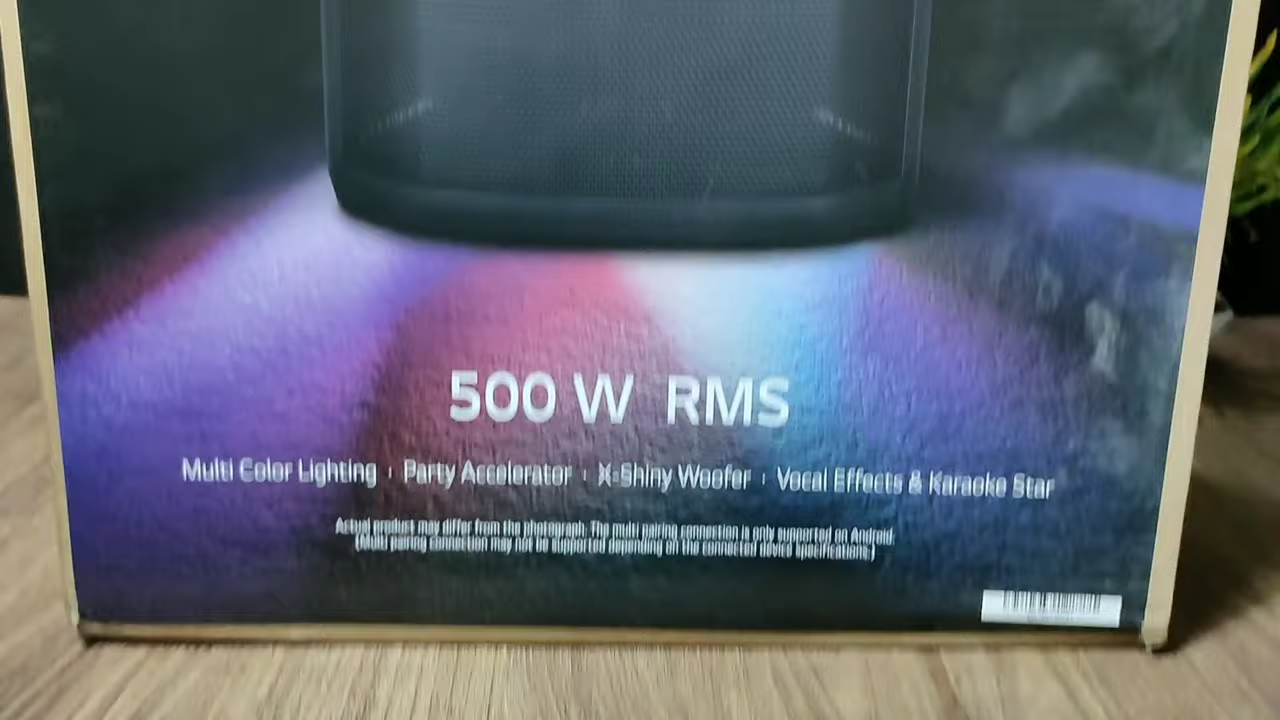 500 W RMS
Multi Color Lighting | Party Accelerator | X-Shiny Woofer | Vocal Effects & Karaoke Star
Actual product may differ from the photograph. The multi pairing connection is only supported on Android.
(Multi pairing connection may not be supported depending on the connected device specifications.)